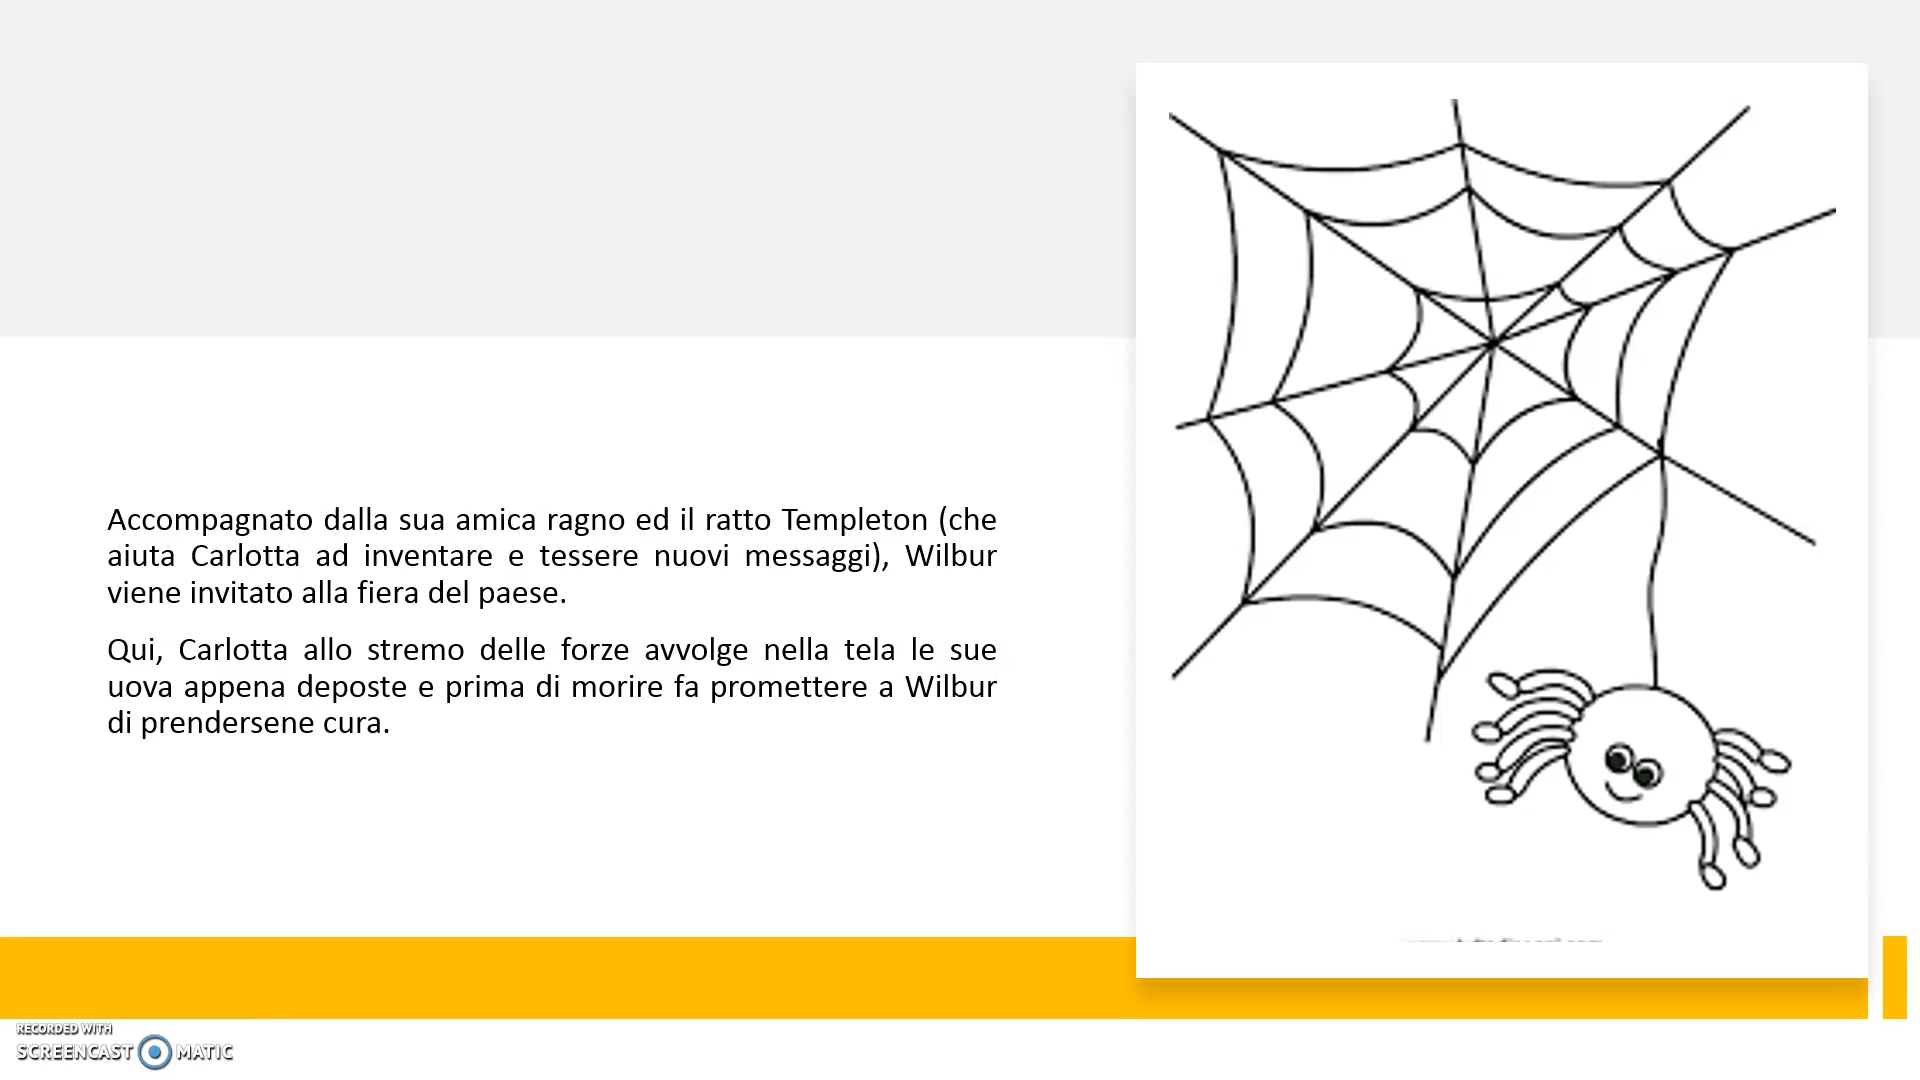 Accompagnato dalla sua amica ragno ed il ratto Templeton (che
aiuta Carlotta ad inventare e tessere nuovi messaggi), Wilbur
viene invitato alla fiera del paese.
Qui, Carlotta allo stremo delle forze avvolge nella tela le sue
uova appena deposte e prima di morire fa promettere a Wilbur
di prendersene cura.
RECORDED WITH
SCREENCAST MATIC